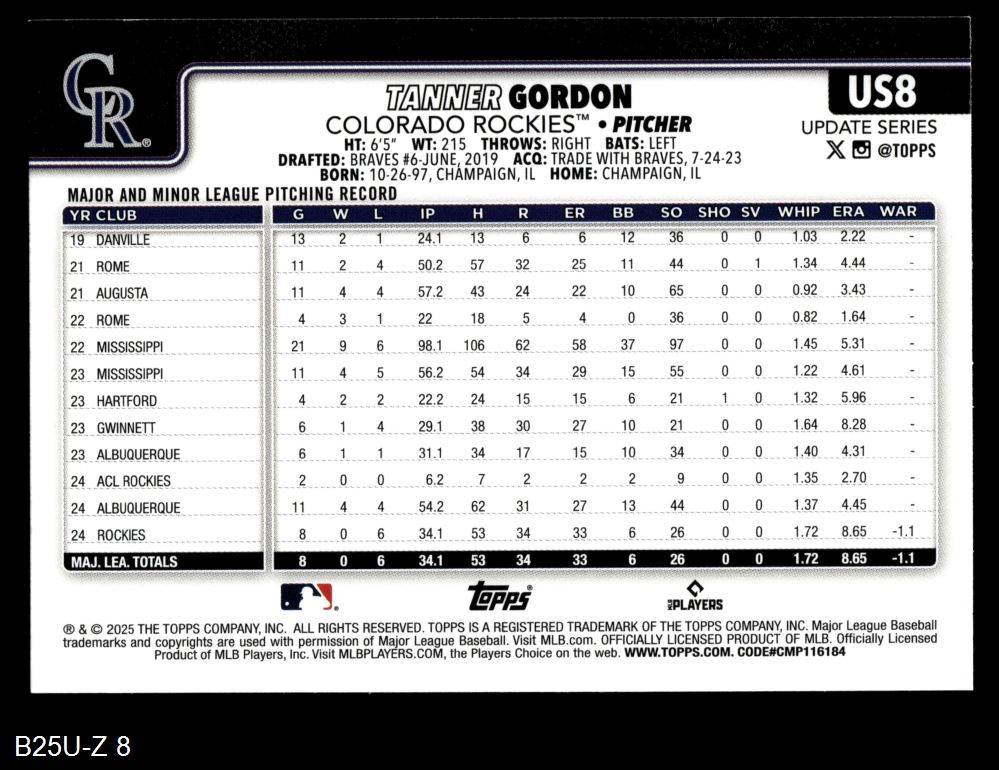 CR®
TANNER GORDON
US8
COLORADO ROCKIES™ • PITCHER
UPDATE SERIES
HT: 6'5" WT: 215 THROWS: RIGHT BATS: LEFT
X @TOPPS
DRAFTED: BRAVES #6-JUNE, 2019 ACQ: TRADE WITH BRAVES, 7-24-23
BORN: 10-26-97, CHAMPAIGN, IL HOME: CHAMPAIGN, IL
MAJOR AND MINOR LEAGUE PITCHING RECORD
YR CLUB G W L IP H R ER BB SO SHO SV WHIP ERA WAR
19 DANVILLE 13 2 1 24.1 13 6 6 12 36 0 0 1.03 2.22 -
21 ROME 11 2 4 50.2 57 32 25 11 44 0 1 1.34 4.44 -
21 AUGUSTA 11 4 4 57.2 43 24 22 10 65 0 0 0.92 3.43 -
22 ROME 4 3 1 22 18 5 4 0 36 0 0 0.82 1.64 -
22 MISSISSIPPI 21 9 6 98.1 106 62 58 37 97 0 0 1.45 5.31 -
23 MISSISSIPPI 11 4 5 56.2 54 34 29 15 55 0 0 1.22 4.61 -
23 HARTFORD 4 2 2 22.2 24 15 15 6 21 1 0 1.32 5.96 -
23 GWINNETT 6 1 4 29.1 38 30 27 10 21 0 0 1.64 8.28 -
23 ALBUQUERQUE 6 1 1 31.1 34 17 15 10 34 0 0 1.40 4.31 -
24 ACL ROCKIES 2 0 0 6.2 7 2 2 2 9 0 0 1.35 2.70 -
24 ALBUQUERQUE 11 4 4 54.2 62 31 27 13 44 0 0 1.37 4.45 -
24 ROCKIES 8 0 6 34.1 53 34 33 6 26 0 0 1.72 8.65 -1.1
MAJ. LEA. TOTALS 8 0 6 34.1 53 34 33 6 26 0 0 1.72 8.65 -1.1
Topps® MLB PLAYERS
® & © 2025 THE TOPPS COMPANY, INC. ALL RIGHTS RESERVED. TOPPS IS A REGISTERED TRADEMARK OF THE TOPPS COMPANY, INC. Major League Baseball
trademarks and copyrights are used with permission of Major League Baseball. Visit MLB.com. OFFICIALLY LICENSED PRODUCT OF MLB. Officially Licensed
Product of MLB Players, Inc. Visit MLBPLAYERS.COM, the Players Choice on the web. WWW.TOPPS.COM. CODE#CMP116184
B25U-Z 8